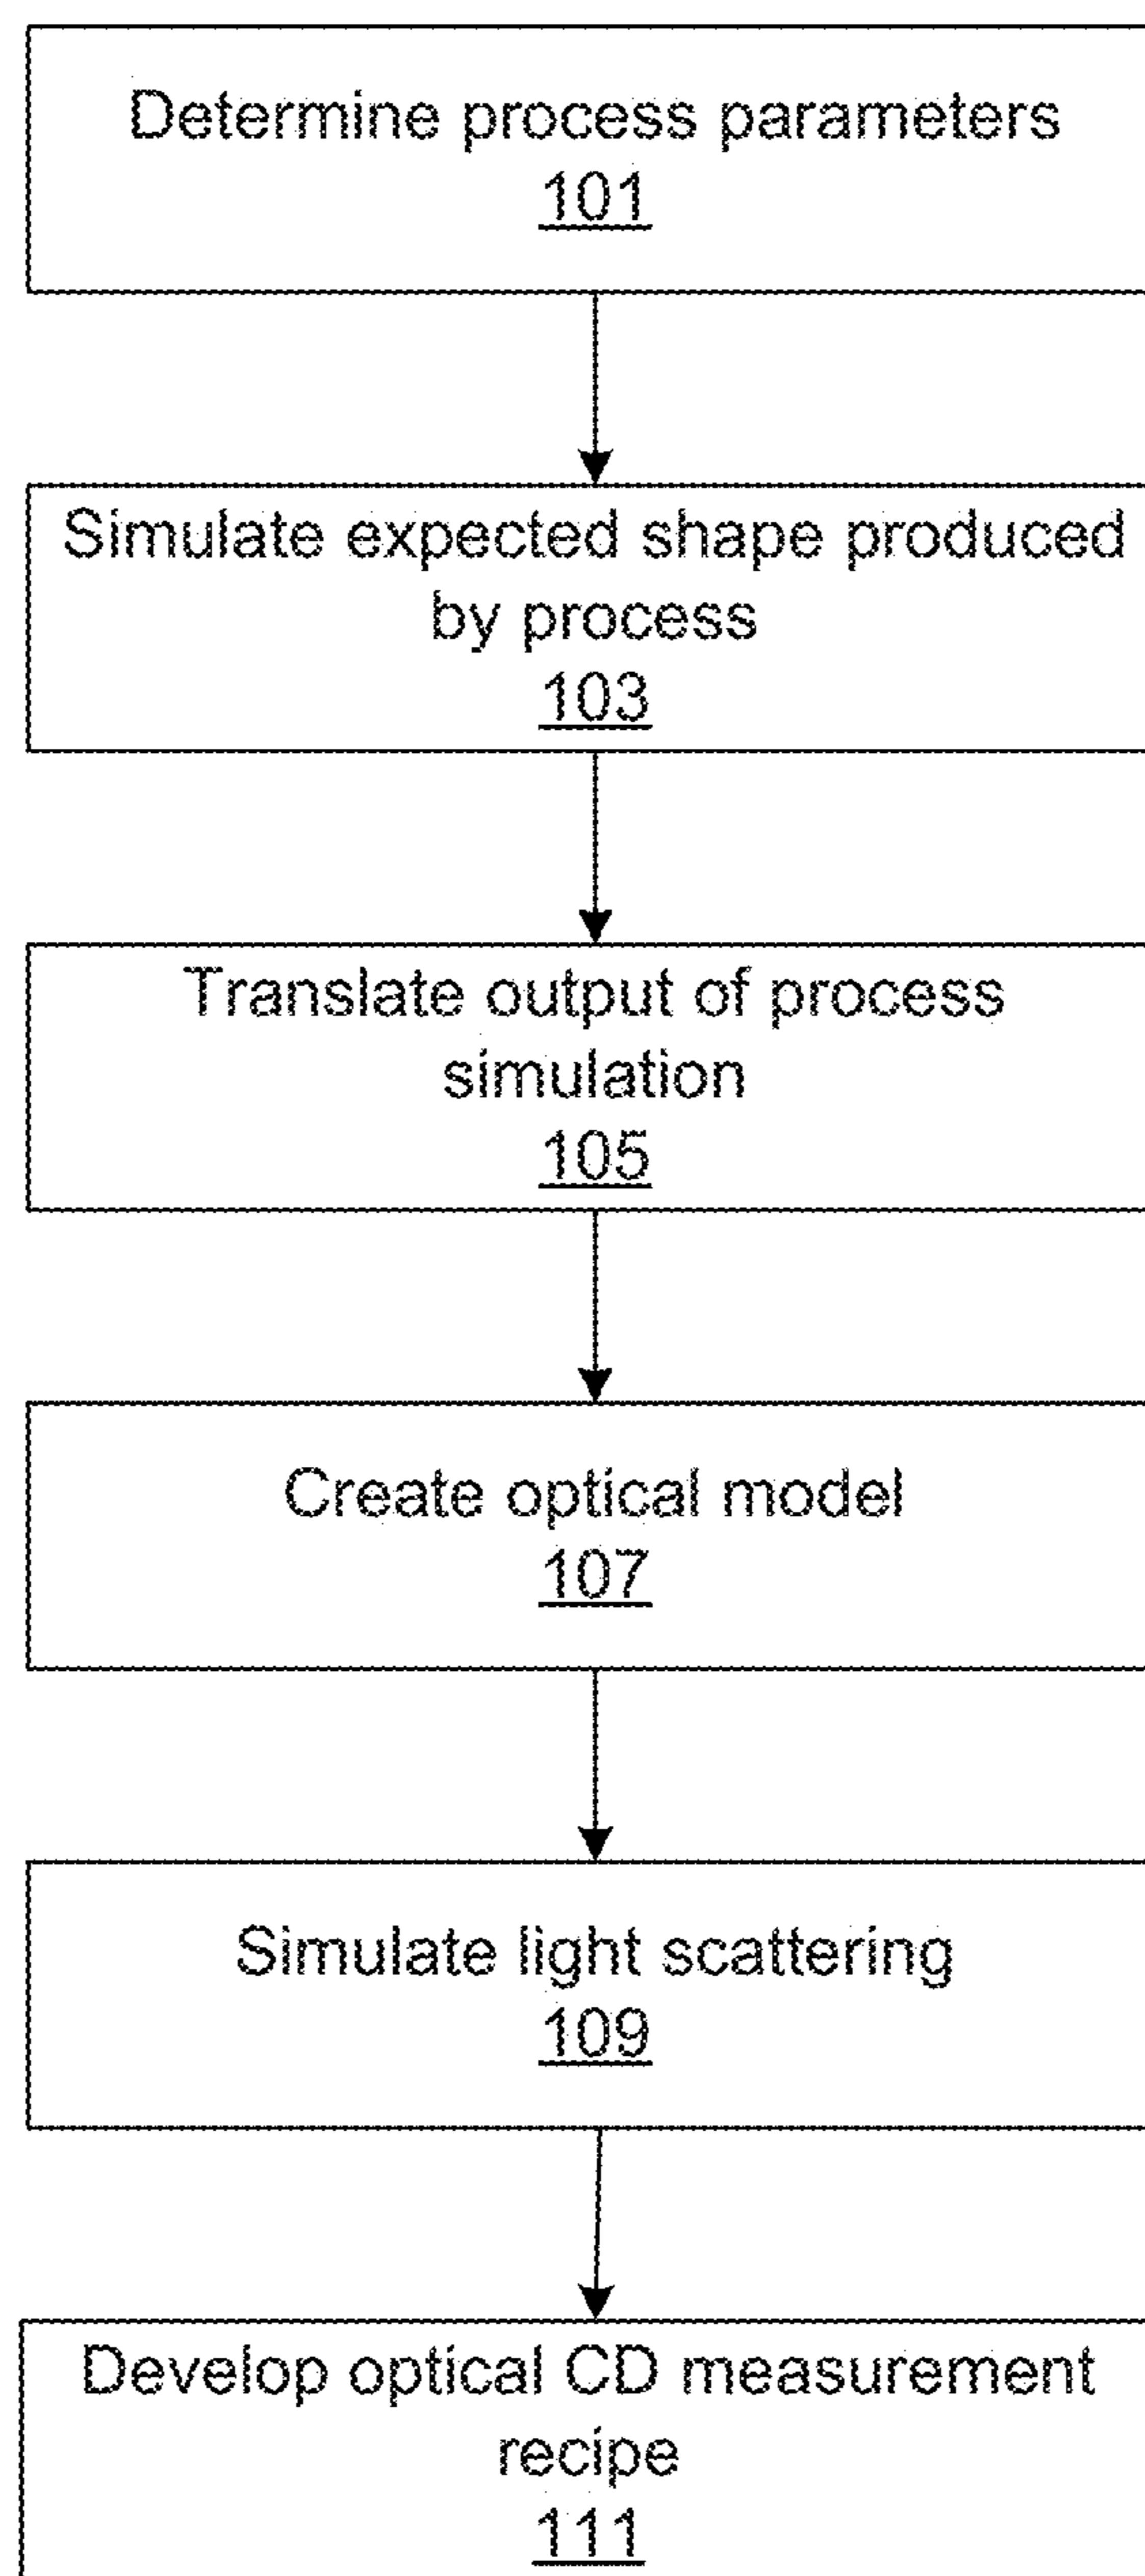 Determine process parameters
101
Simulate expected shape produced
by process
103
Translate output of process
simulation
105
Create optical model
107
Simulate light scattering
109
Develop optical CD measurement
recipe
111